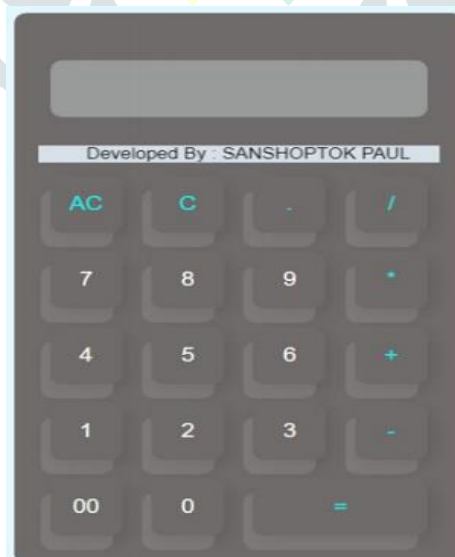 Developed By : SANSHOPTOK PAUL
AC C . /
7 8 9 *
4 5 6 +
1 2 3 -
00 0 =